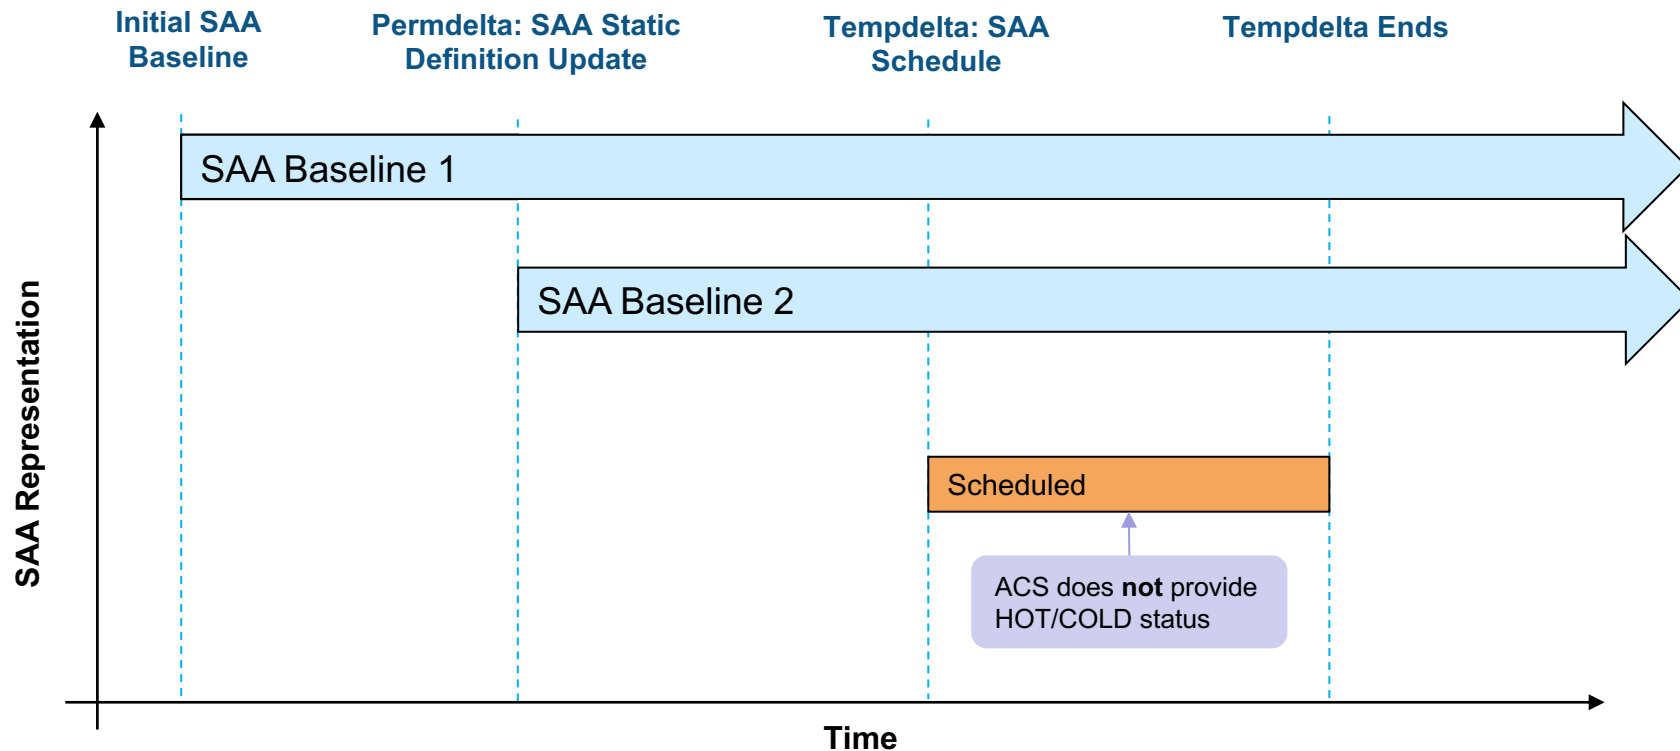 Initial SAA
Baseline
Permdelta: SAA Static
Definition Update
Tempdelta: SAA
Schedule
Tempdelta Ends
SAA Baseline 1
SAA Baseline 2
Scheduled
ACS does not provide
HOT/COLD status
SAA Representation
Time